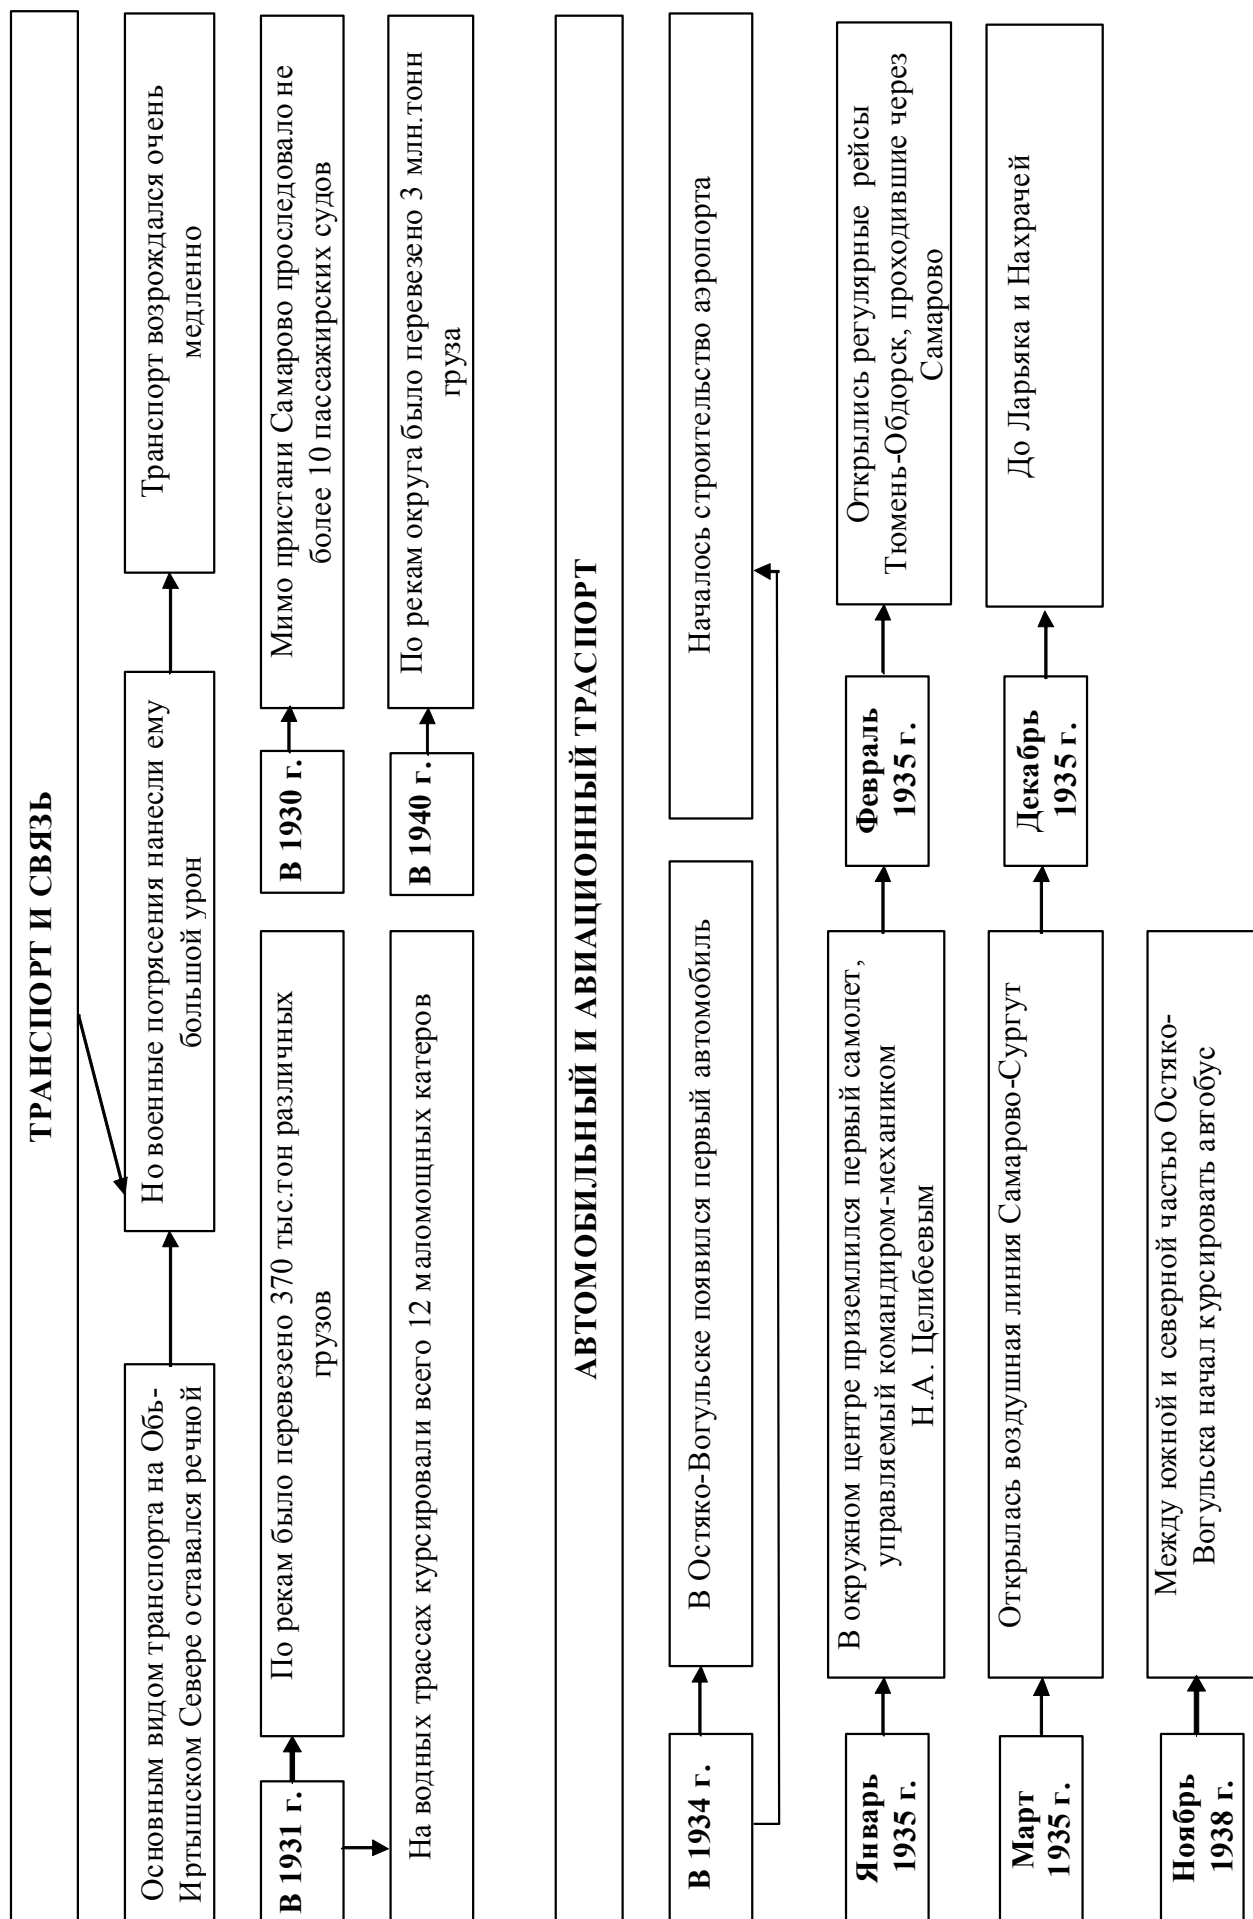 ТРАНСПОРТ И СВЯЗЬ
Основным видом транспорта на Обь-
Иртышском Севере оставался речной
Но военные потрясения нанесли ему
большой урон
Транспорт возрождался очень
медленно
В 1931 г.
По рекам было перевезено 370 тыс.тон различных
грузов
В 1930 г.
Мимо пристани Самарово проследовало не
более 10 пассажирских судов
На водных трассах курсировали всего 12 маломощных катеров
В 1940 г.
По рекам округа было перевезено 3 млн.тонн
груза
АВТОМОБИЛЬНЫЙ И АВИАЦИОННЫЙ ТРАСПОРТ
В 1934 г.
В Остяко-Вогульске появился первый автомобиль
Началось строительство аэропорта
Январь
1935 г.
В окружном центре приземлился первый самолет,
управляемый командиром-механиком
Н.А. Целибеевым
Февраль
1935 г.
Открылись регулярные рейсы
Тюмень-Обдорск, проходившие через
Самарово
Март
1935 г.
Открылась воздушная линия Самарово-Сургут
Декабрь
1935 г.
До Ларьяка и Нахрачей
Ноябрь
1938 г.
Между южной и северной частью Остяко-
Вогульска начал курсировать автобус